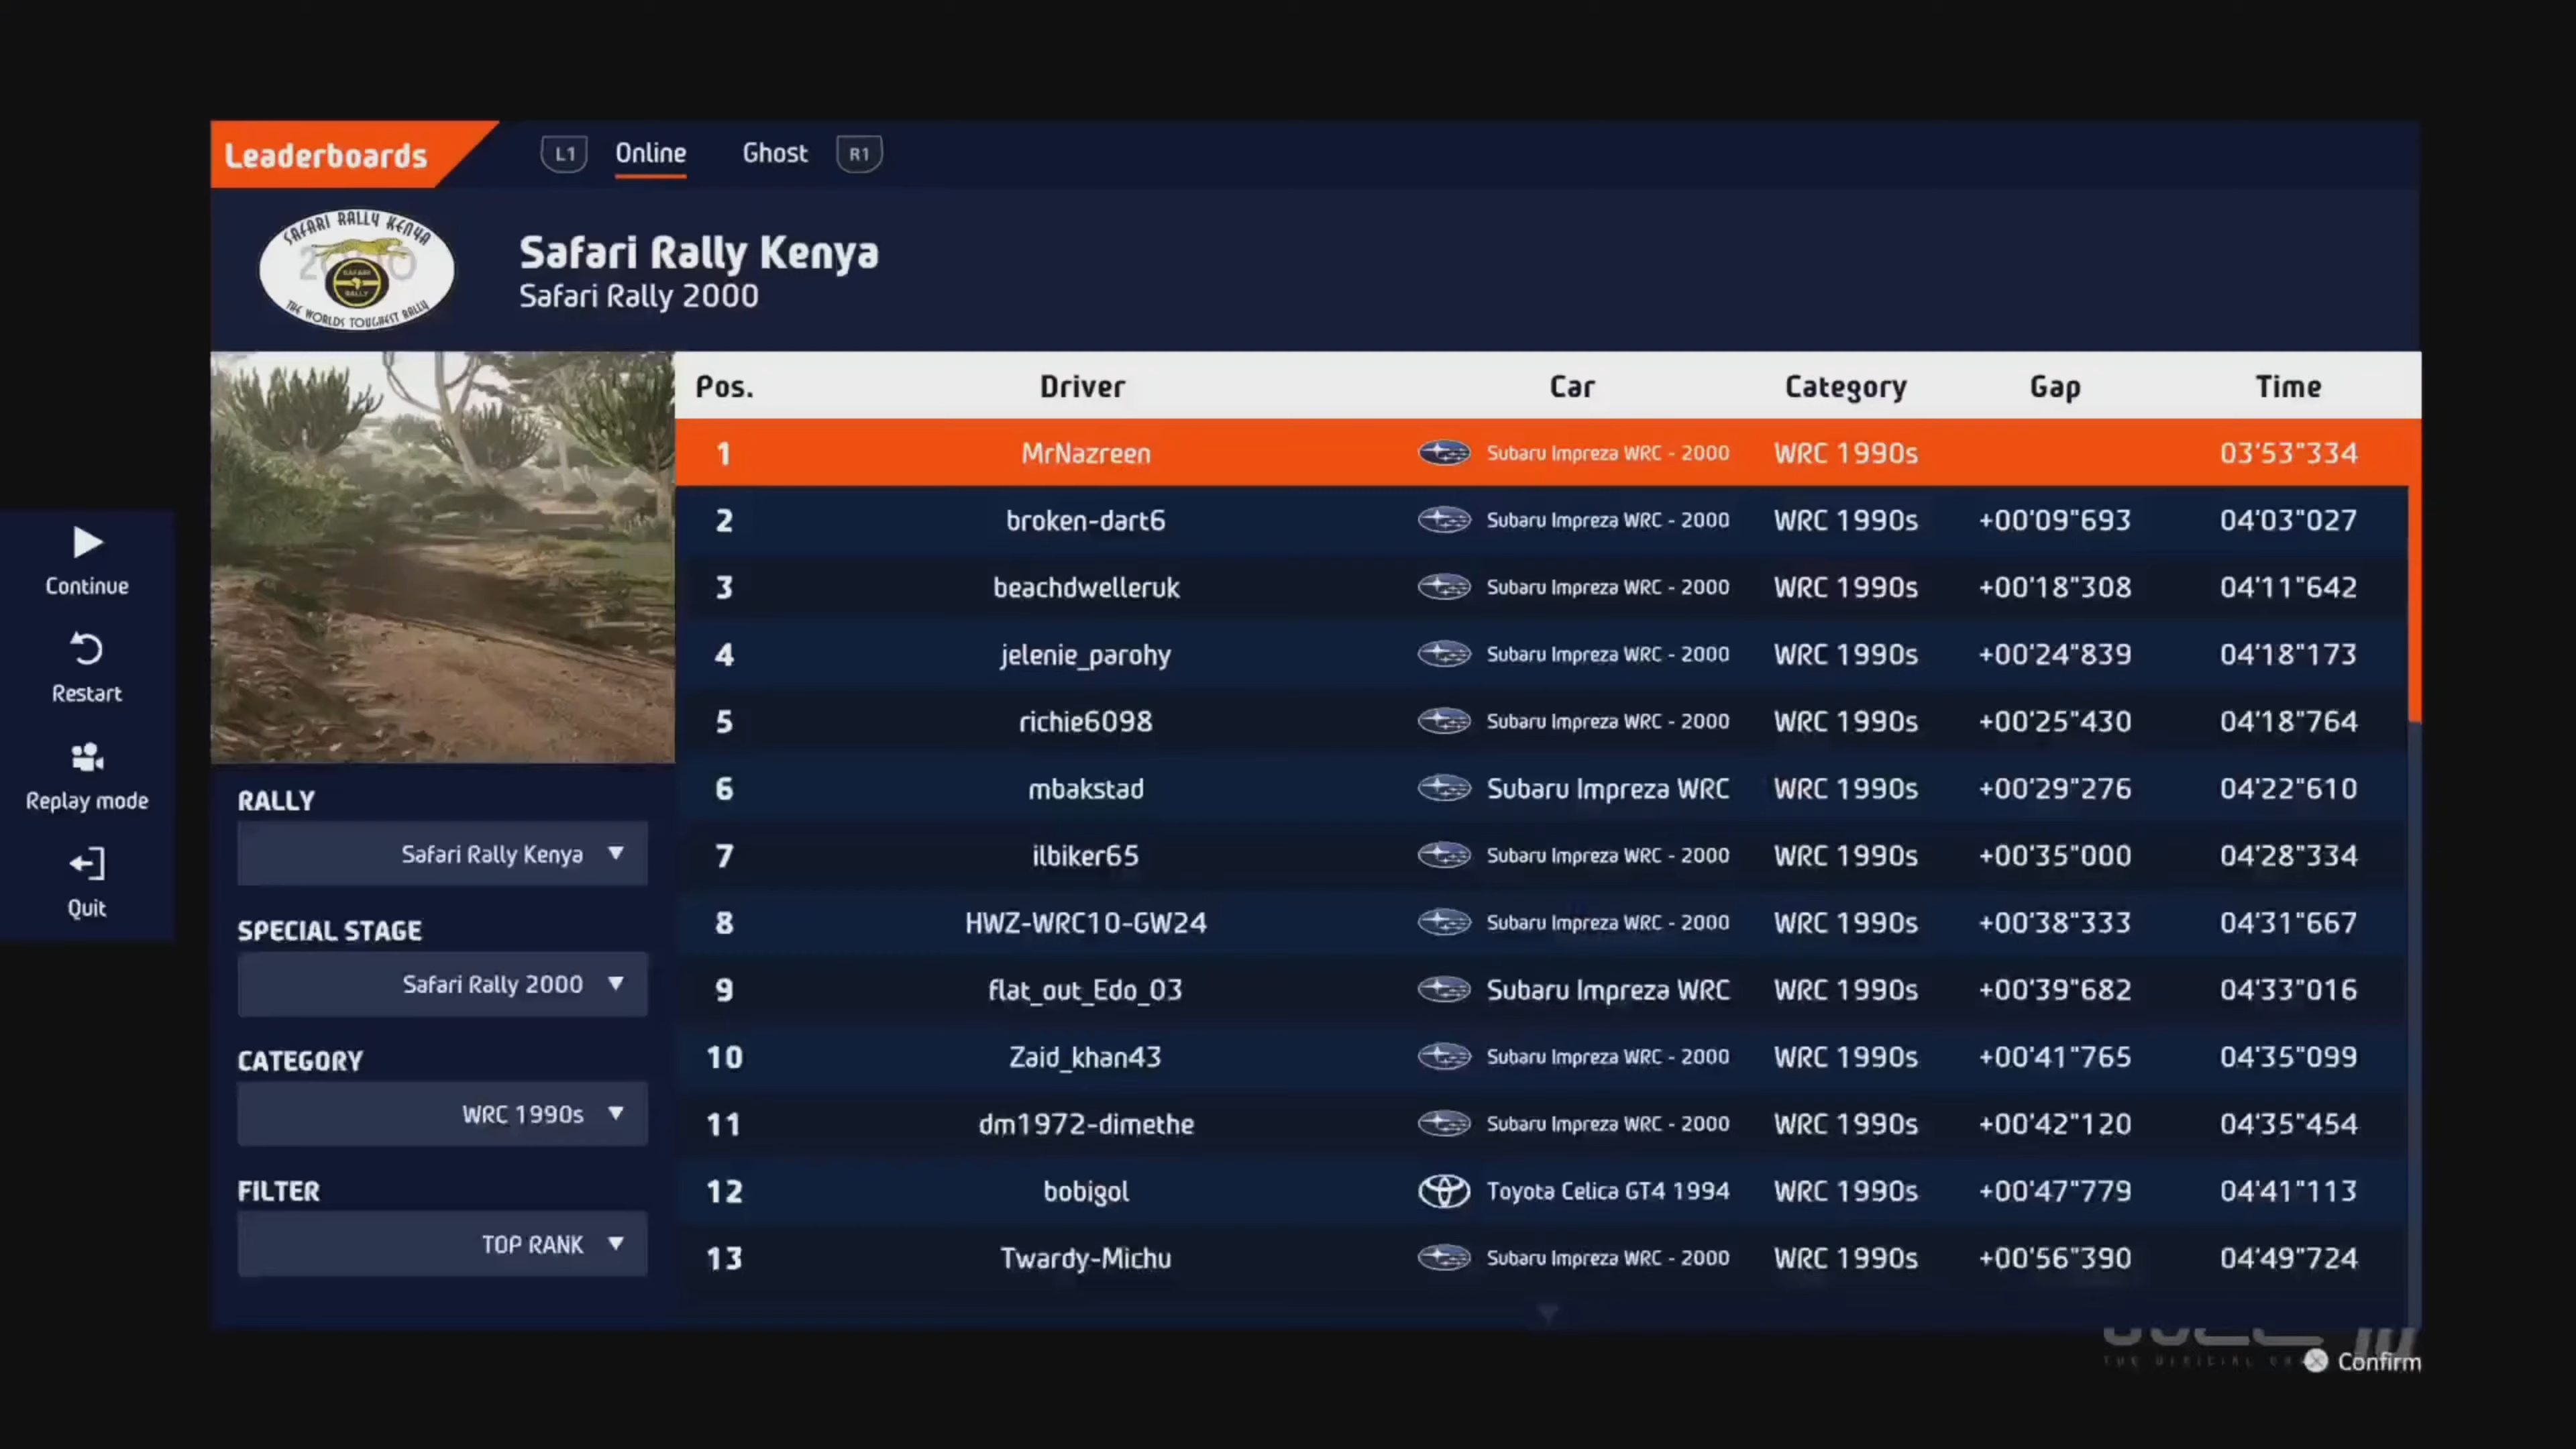 Leaderboards
L1 Online Ghost R1
SAFARI RALLY KENYA
2000
SAFARI
RALLY
THE WORLDS TOUGHEST RALLY
Safari Rally Kenya
Safari Rally 2000
Continue
Restart
Replay mode
Quit
RALLY
Safari Rally Kenya
SPECIAL STAGE
Safari Rally 2000
CATEGORY
WRC 1990s
FILTER
TOP RANK
Pos. Driver Car Category Gap Time
1 MrNazreen Subaru Impreza WRC - 2000 WRC 1990s 03'53"334
2 broken-dart6 Subaru Impreza WRC - 2000 WRC 1990s +00'09"693 04'03"027
3 beachdwelleruk Subaru Impreza WRC - 2000 WRC 1990s +00'18"308 04'11"642
4 jelenie_parohy Subaru Impreza WRC - 2000 WRC 1990s +00'24"839 04'18"173
5 richie6098 Subaru Impreza WRC - 2000 WRC 1990s +00'25"430 04'18"764
6 mbakstad Subaru Impreza WRC WRC 1990s +00'29"276 04'22"610
7 ilbiker65 Subaru Impreza WRC - 2000 WRC 1990s +00'35"000 04'28"334
8 HWZ-WRC10-GW24 Subaru Impreza WRC - 2000 WRC 1990s +00'38"333 04'31"667
9 flat_out_Edo_03 Subaru Impreza WRC WRC 1990s +00'39"682 04'33"016
10 Zaid_khan43 Subaru Impreza WRC - 2000 WRC 1990s +00'41"765 04'35"099
11 dm1972-dimethe Subaru Impreza WRC - 2000 WRC 1990s +00'42"120 04'35"454
12 bobigol Toyota Celica GT4 1994 WRC 1990s +00'47"779 04'41"113
13 Twardy-Michu Subaru Impreza WRC - 2000 WRC 1990s +00'56"390 04'49"724
Confirm